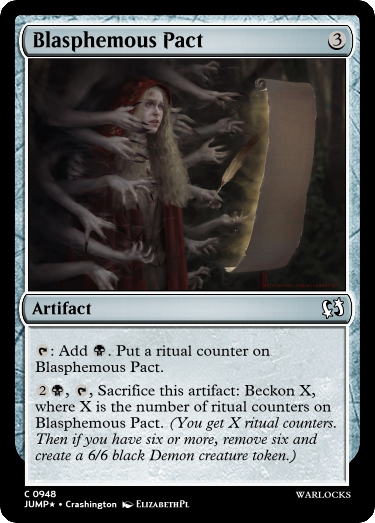 Blasphemous Pact 3
Artifact
: Add . Put a ritual counter on
Blasphemous Pact.
2 , , Sacrifice this artifact: Beckon X,
where X is the number of ritual counters on
Blasphemous Pact. (You get X ritual counters.
Then if you have six or more, remove six and
create a 6/6 black Demon creature token.)
C 0948
JUMP★ • Crashington ElizabethPL
WARLOCKS